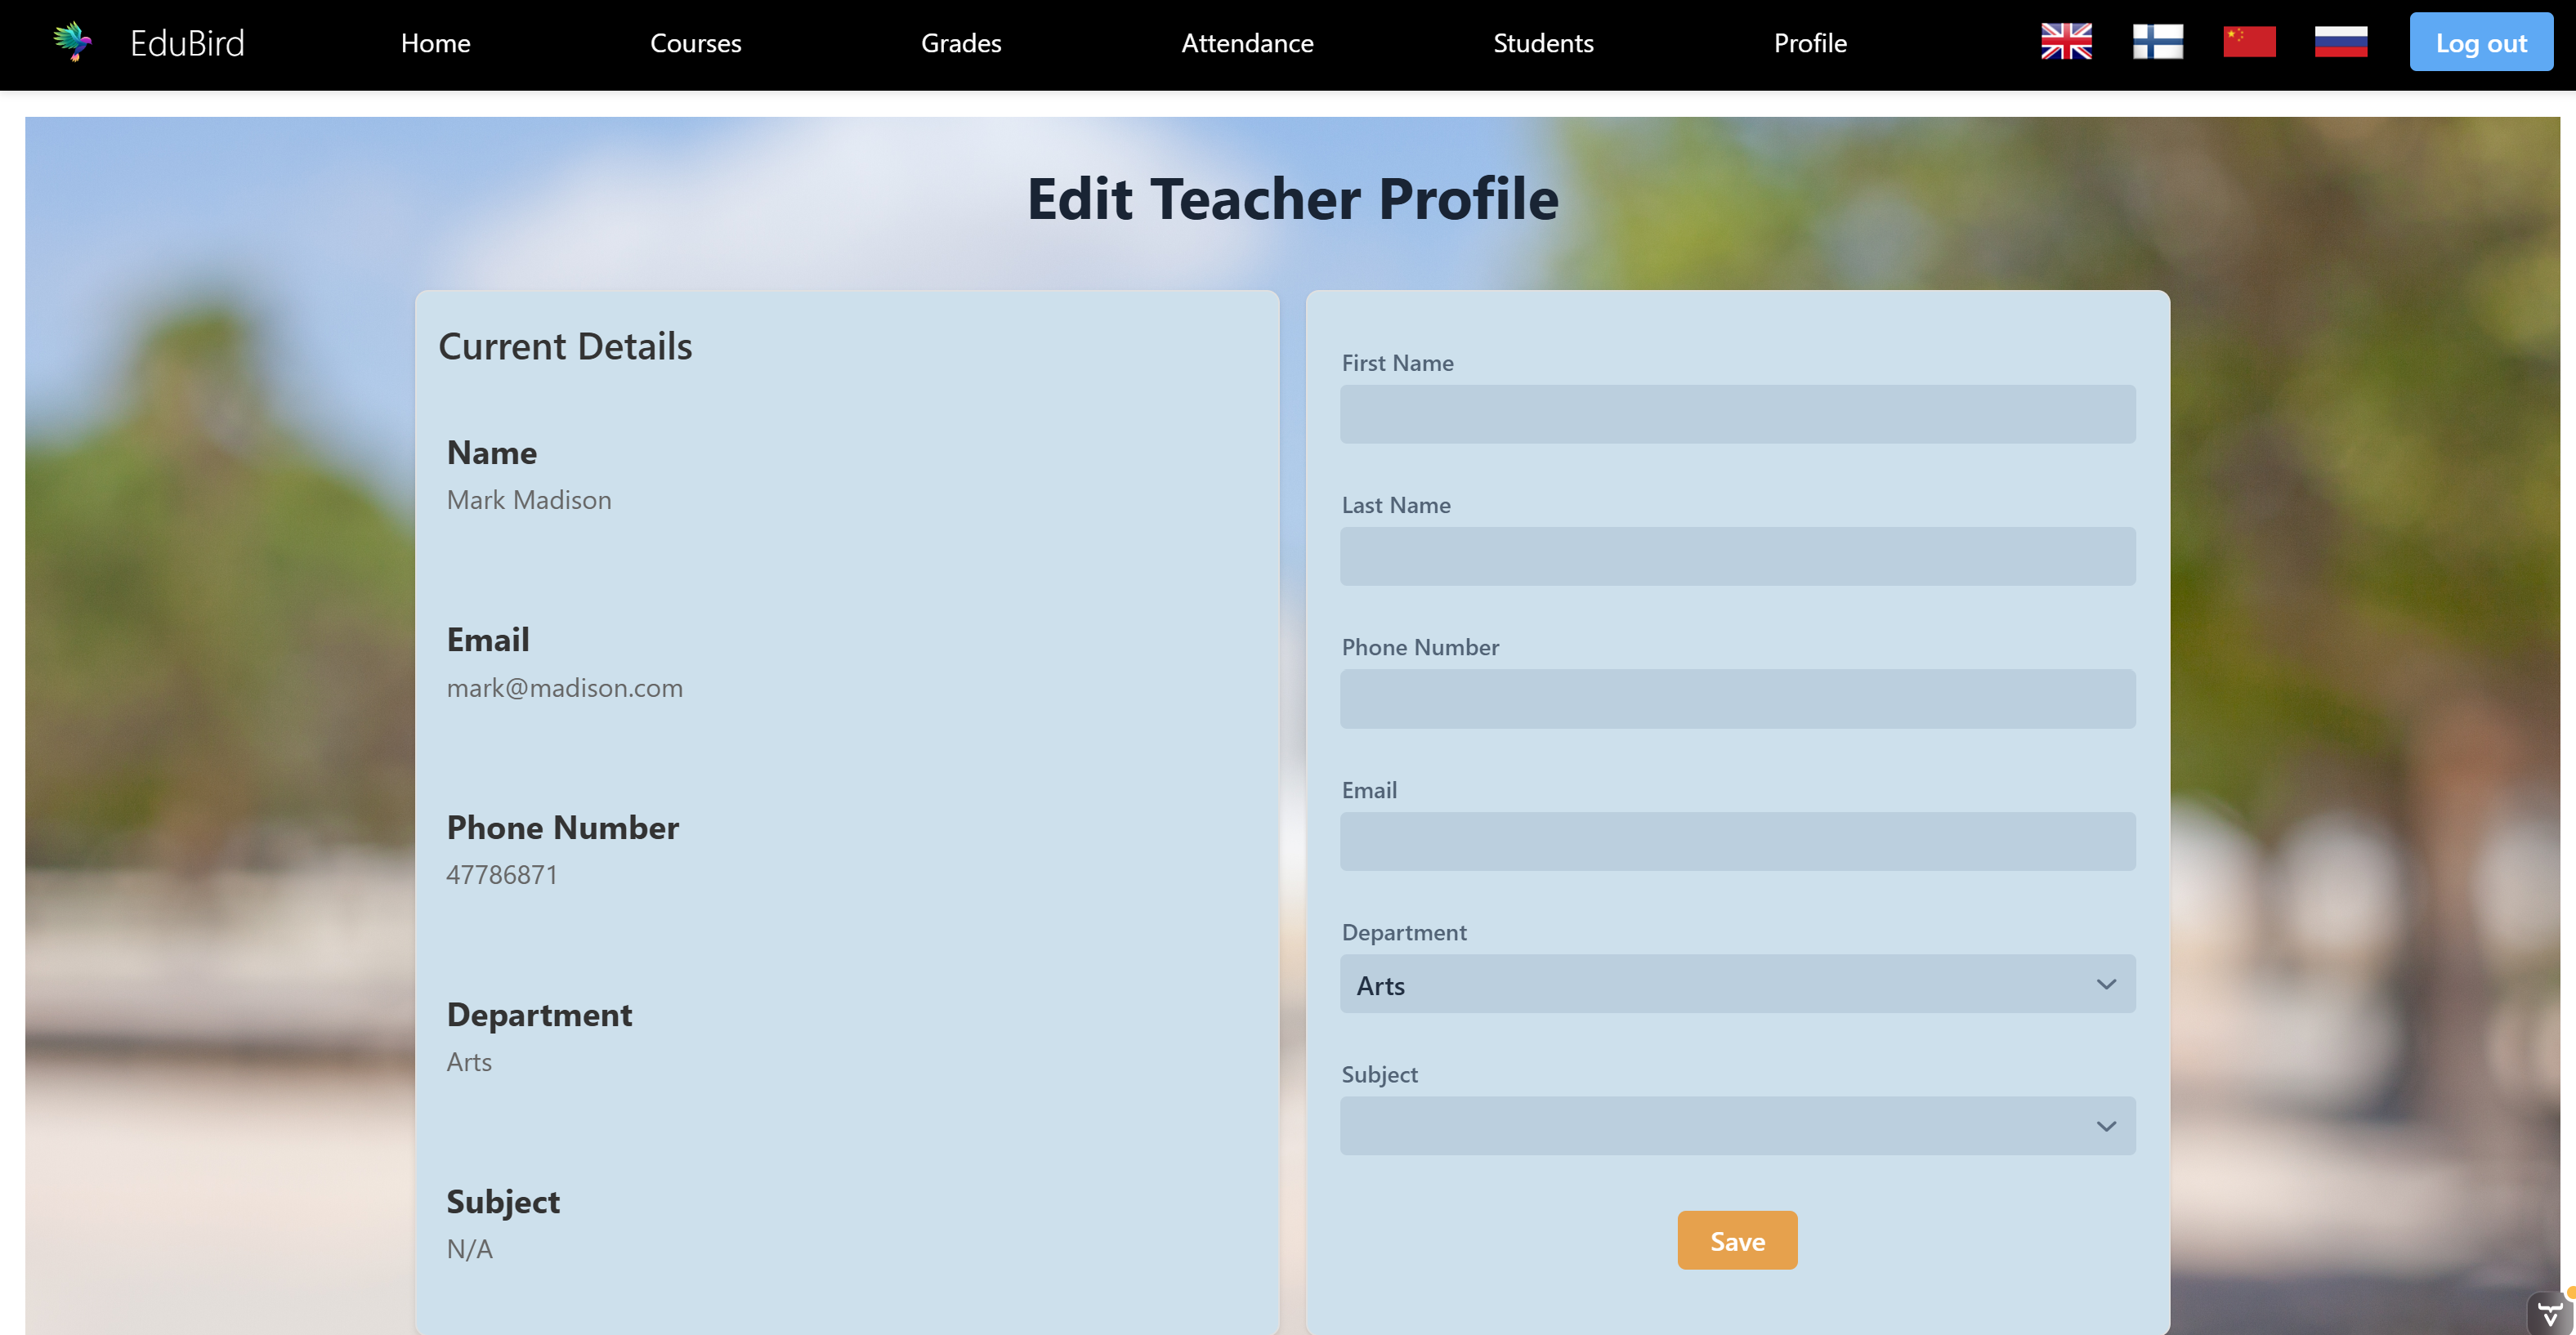 EduBird
Home
Courses
Grades
Attendance
Students
Profile
Log out
Edit Teacher Profile
Current Details
Name
Mark Madison
Email
mark@madison.com
Phone Number
47786871
Department
Arts
Subject
N/A
First Name
Last Name
Phone Number
Email
Department
Arts
Subject
Save